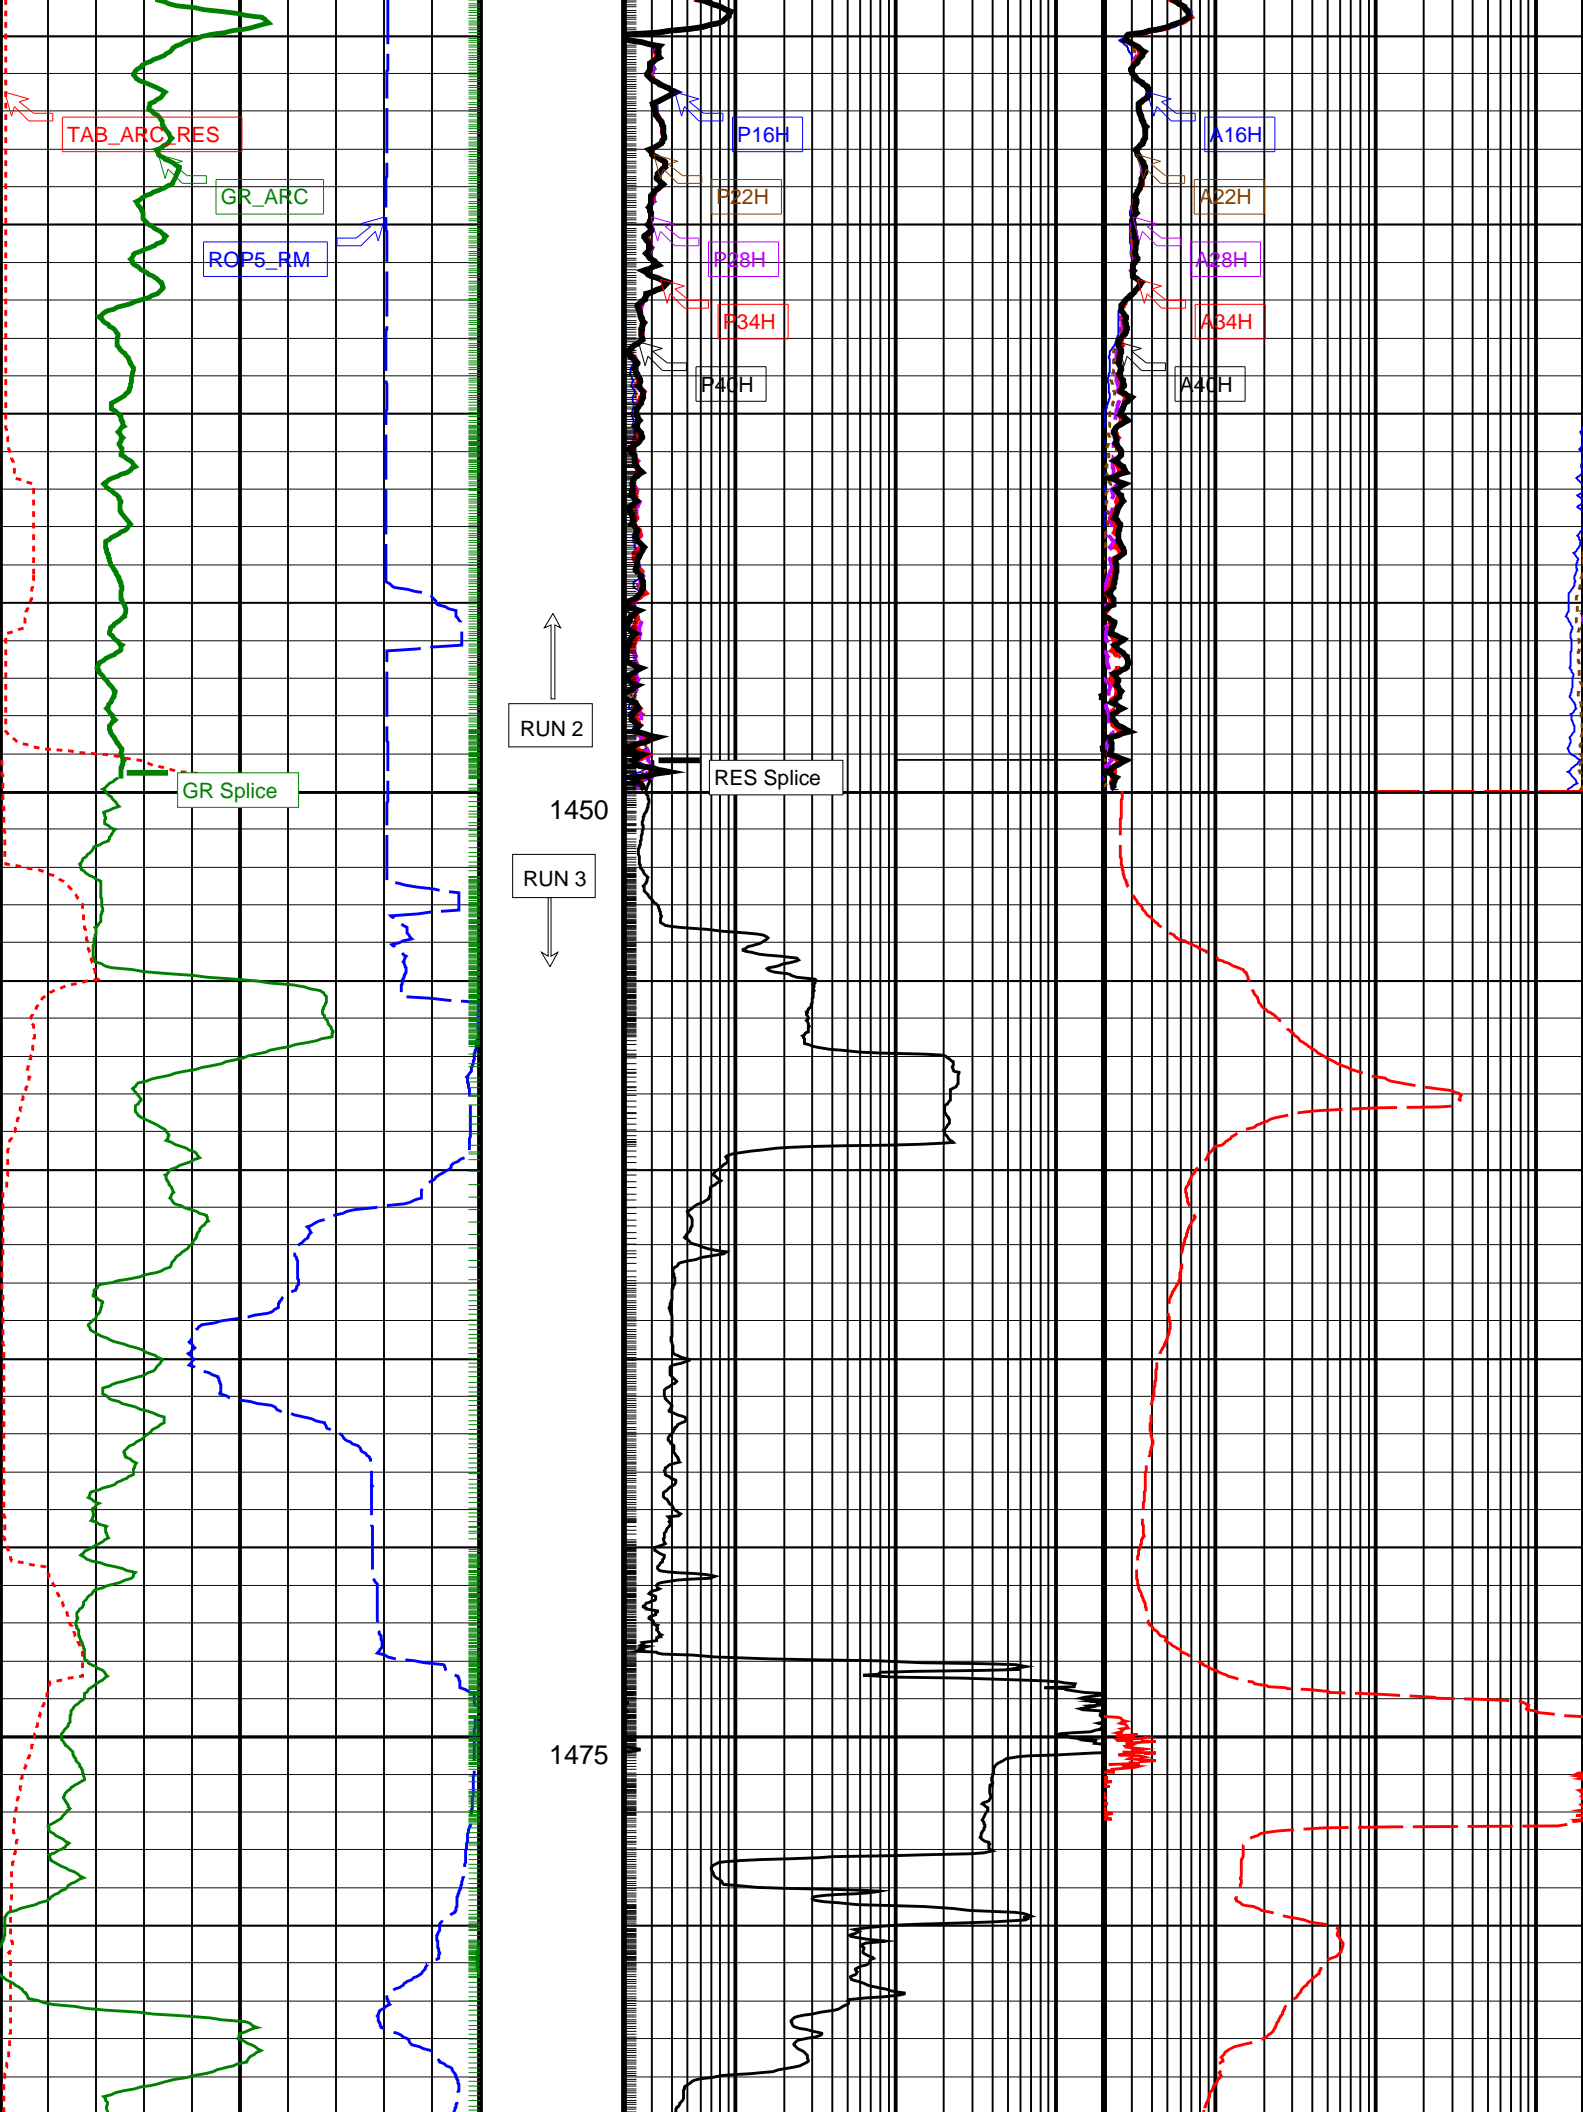 TAB_ARC_RES
P16H
A16H
GR_ARC
P22H
A22H
ROP5_RM
P28H
A28H
P34H
A34H
P40H
A40H
RUN 2
GR Splice
RES Splice
1450
RUN 3
1475